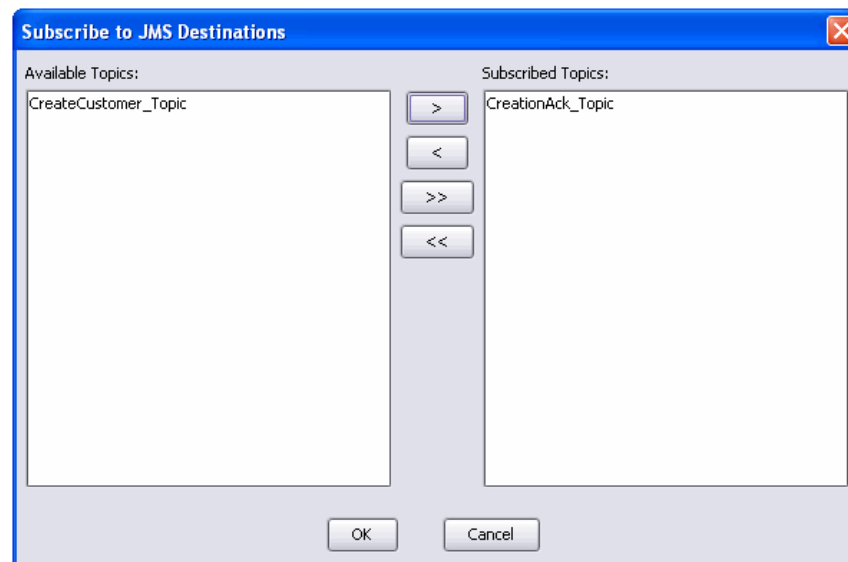 Subscribe to JMS Destinations
Available Topics:
Subscribed Topics:
CreateCustomer_Topic
>
CreationAck_Topic
<
>>
<<
OK
Cancel